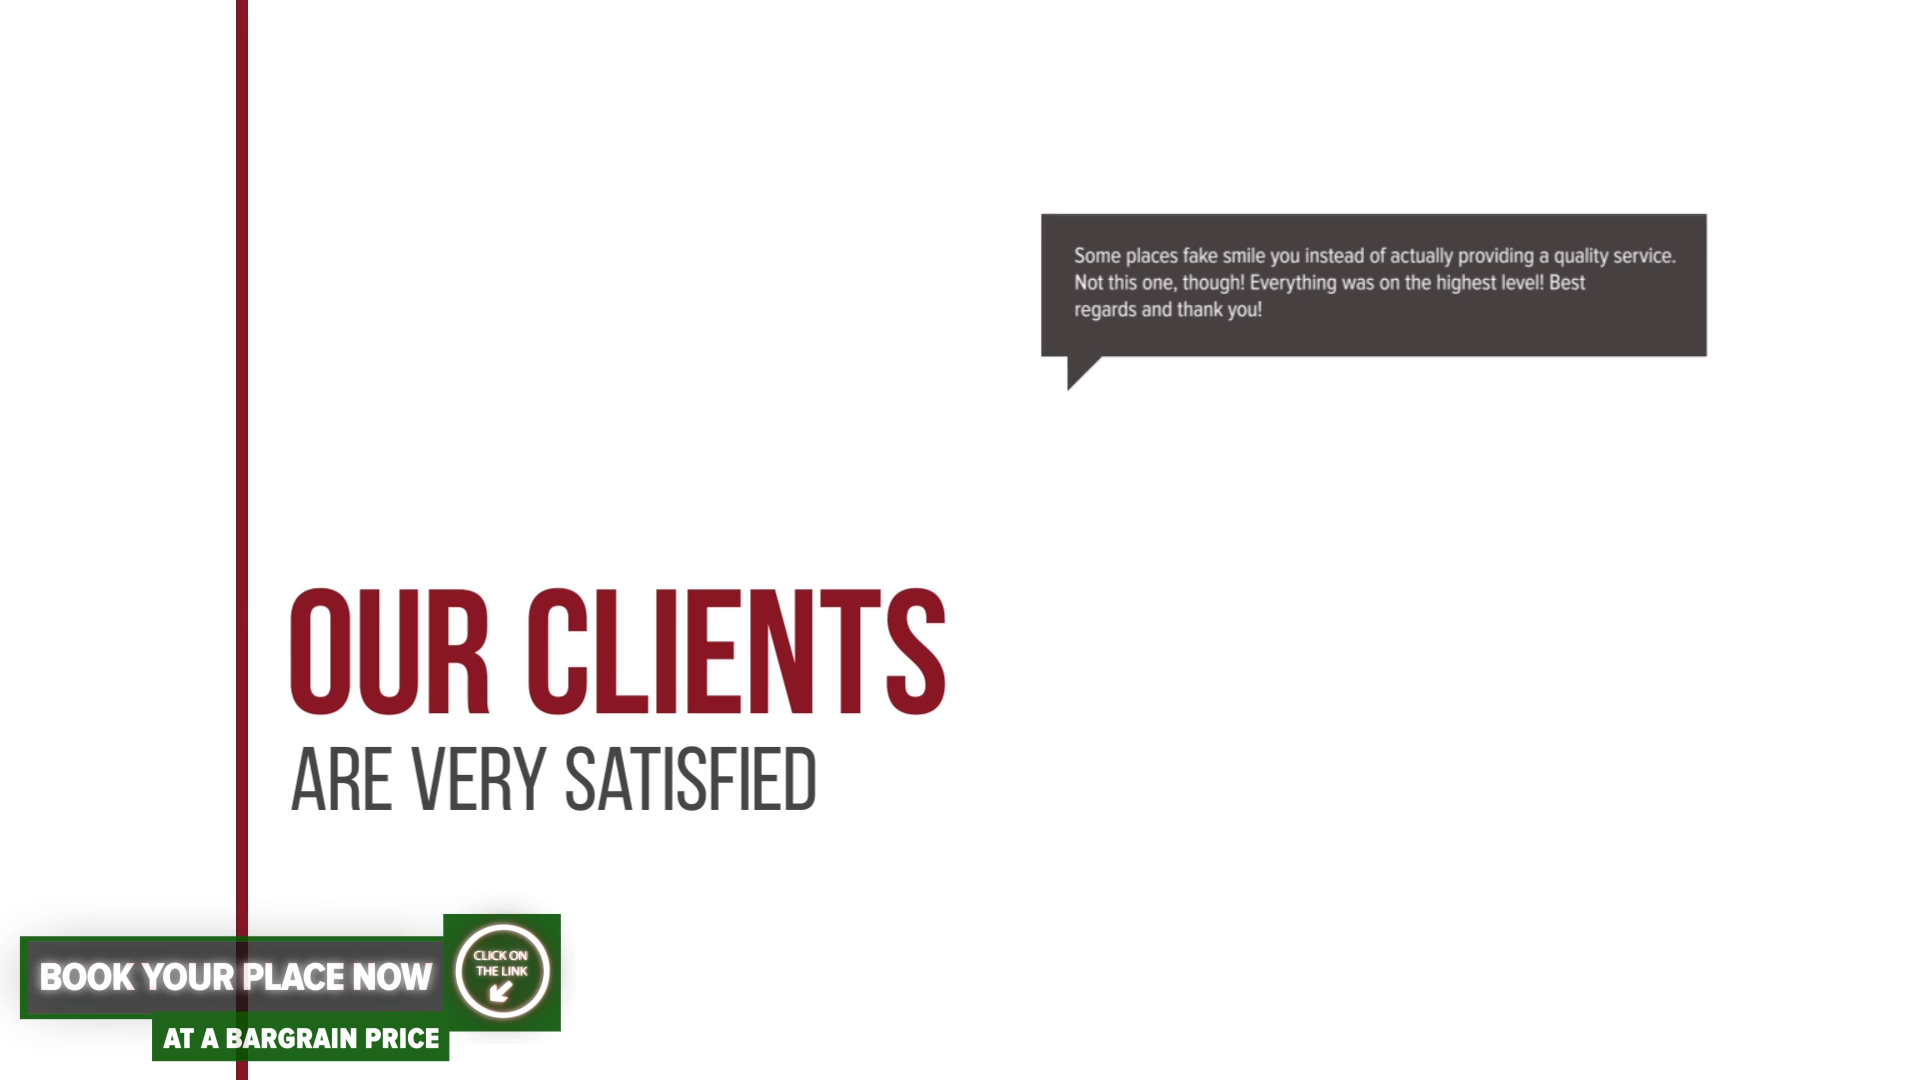 Some places fake smile you instead of actually providing a quality service.
Not this one, though! Everything was on the highest level! Best
regards and thank you!
OUR CLIENTS
ARE VERY SATISFIED
BOOK YOUR PLACE NOW
CLICK ON
THE LINK
AT A BARGRAIN PRICE